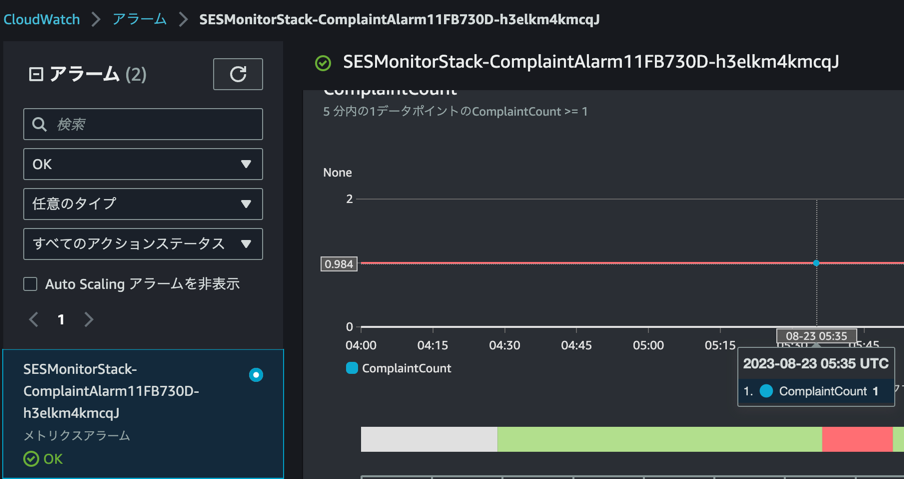 CloudWatch > アラーム > SESMonitorStack-ComplaintAlarm11FB730D-h3elkm4kmcqJ
アラーム (2)
検索
OK
任意のタイプ
すべてのアクションステータス
Auto Scaling アラームを非表示
1
SESMonitorStack-
ComplaintAlarm11FB730D-
h3elkm4kmcqJ
メトリクスアラーム
OK
SESMonitorStack-ComplaintAlarm11FB730D-h3elkm4kmcqJ
ComplaintCount
5 分内の1データポイントのComplaintCount >= 1
None
2
0.984
0
04:00 04:15 04:30 04:45 05:00 05:15 05:30 05:45
08-23 05:35
ComplaintCount
2023-08-23 05:35 UTC
1. ComplaintCount 1